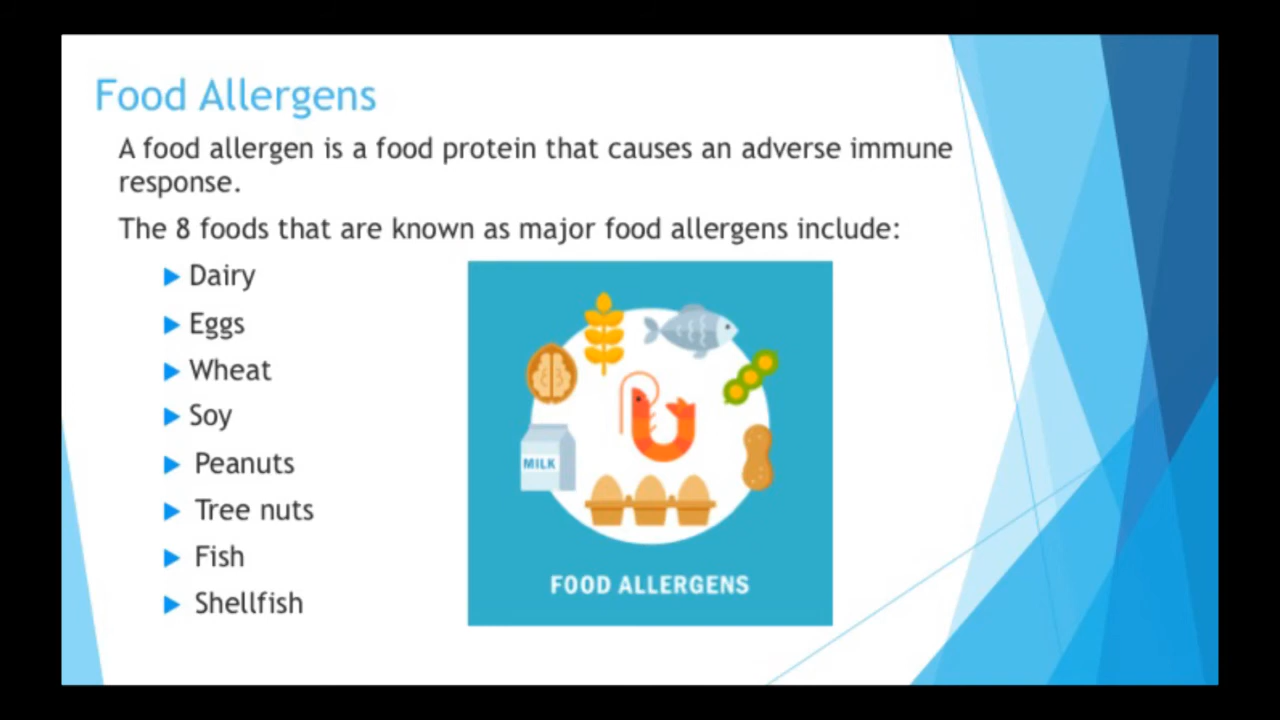 Food Allergens
A food allergen is a food protein that causes an adverse immune
response.
The 8 foods that are known as major food allergens include:
Dairy
Eggs
Wheat
Soy
Peanuts
Tree nuts
Fish
Shellfish
MILK
FOOD ALLERGENS